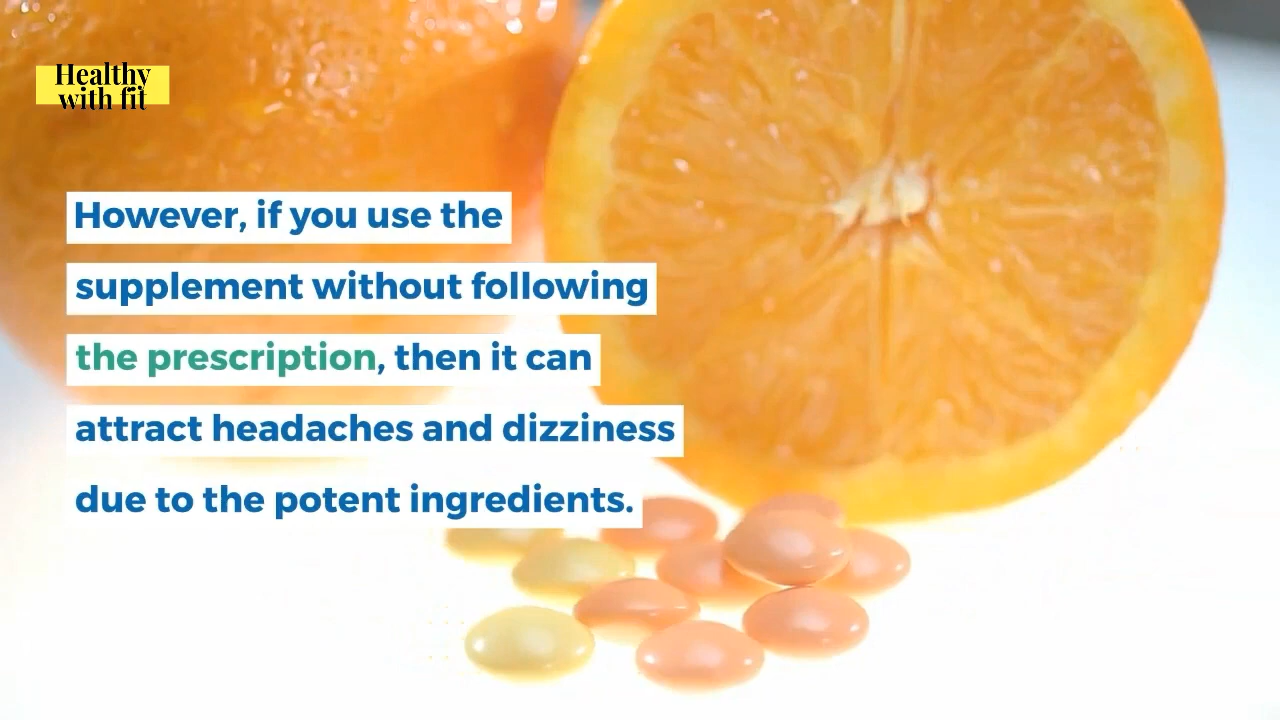 Healthy
with fit
However, if you use the
supplement without following
the prescription, then it can
attract headaches and dizziness
due to the potent ingredients.